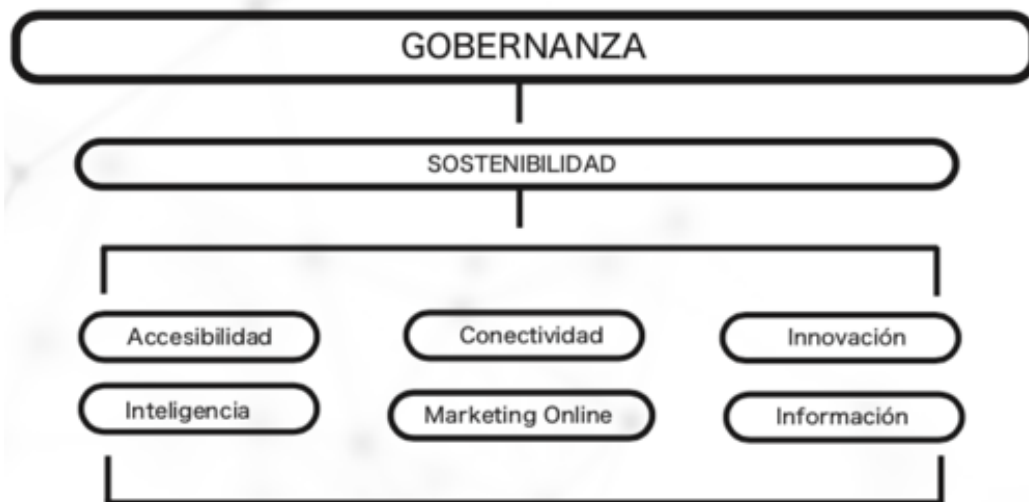 GOBERNANZA
SOSTENIBILIDAD
Accesibilidad
Conectividad
Innovación
Inteligencia
Marketing Online
Información